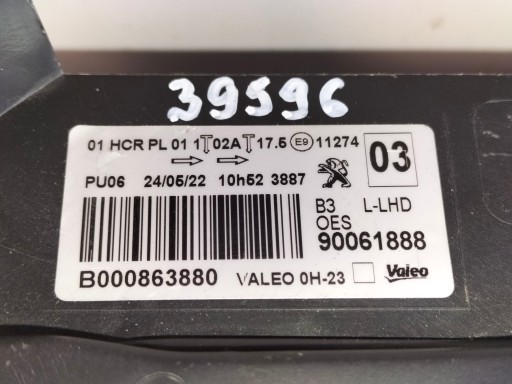 39596
01 HCR PL 01 1 02A 17.5 E9 11274 03
PU06 24/05/22 10h52 3887
B3 L-LHD
OES
90061888
B000863880 VALEO 0H-23 Valeo